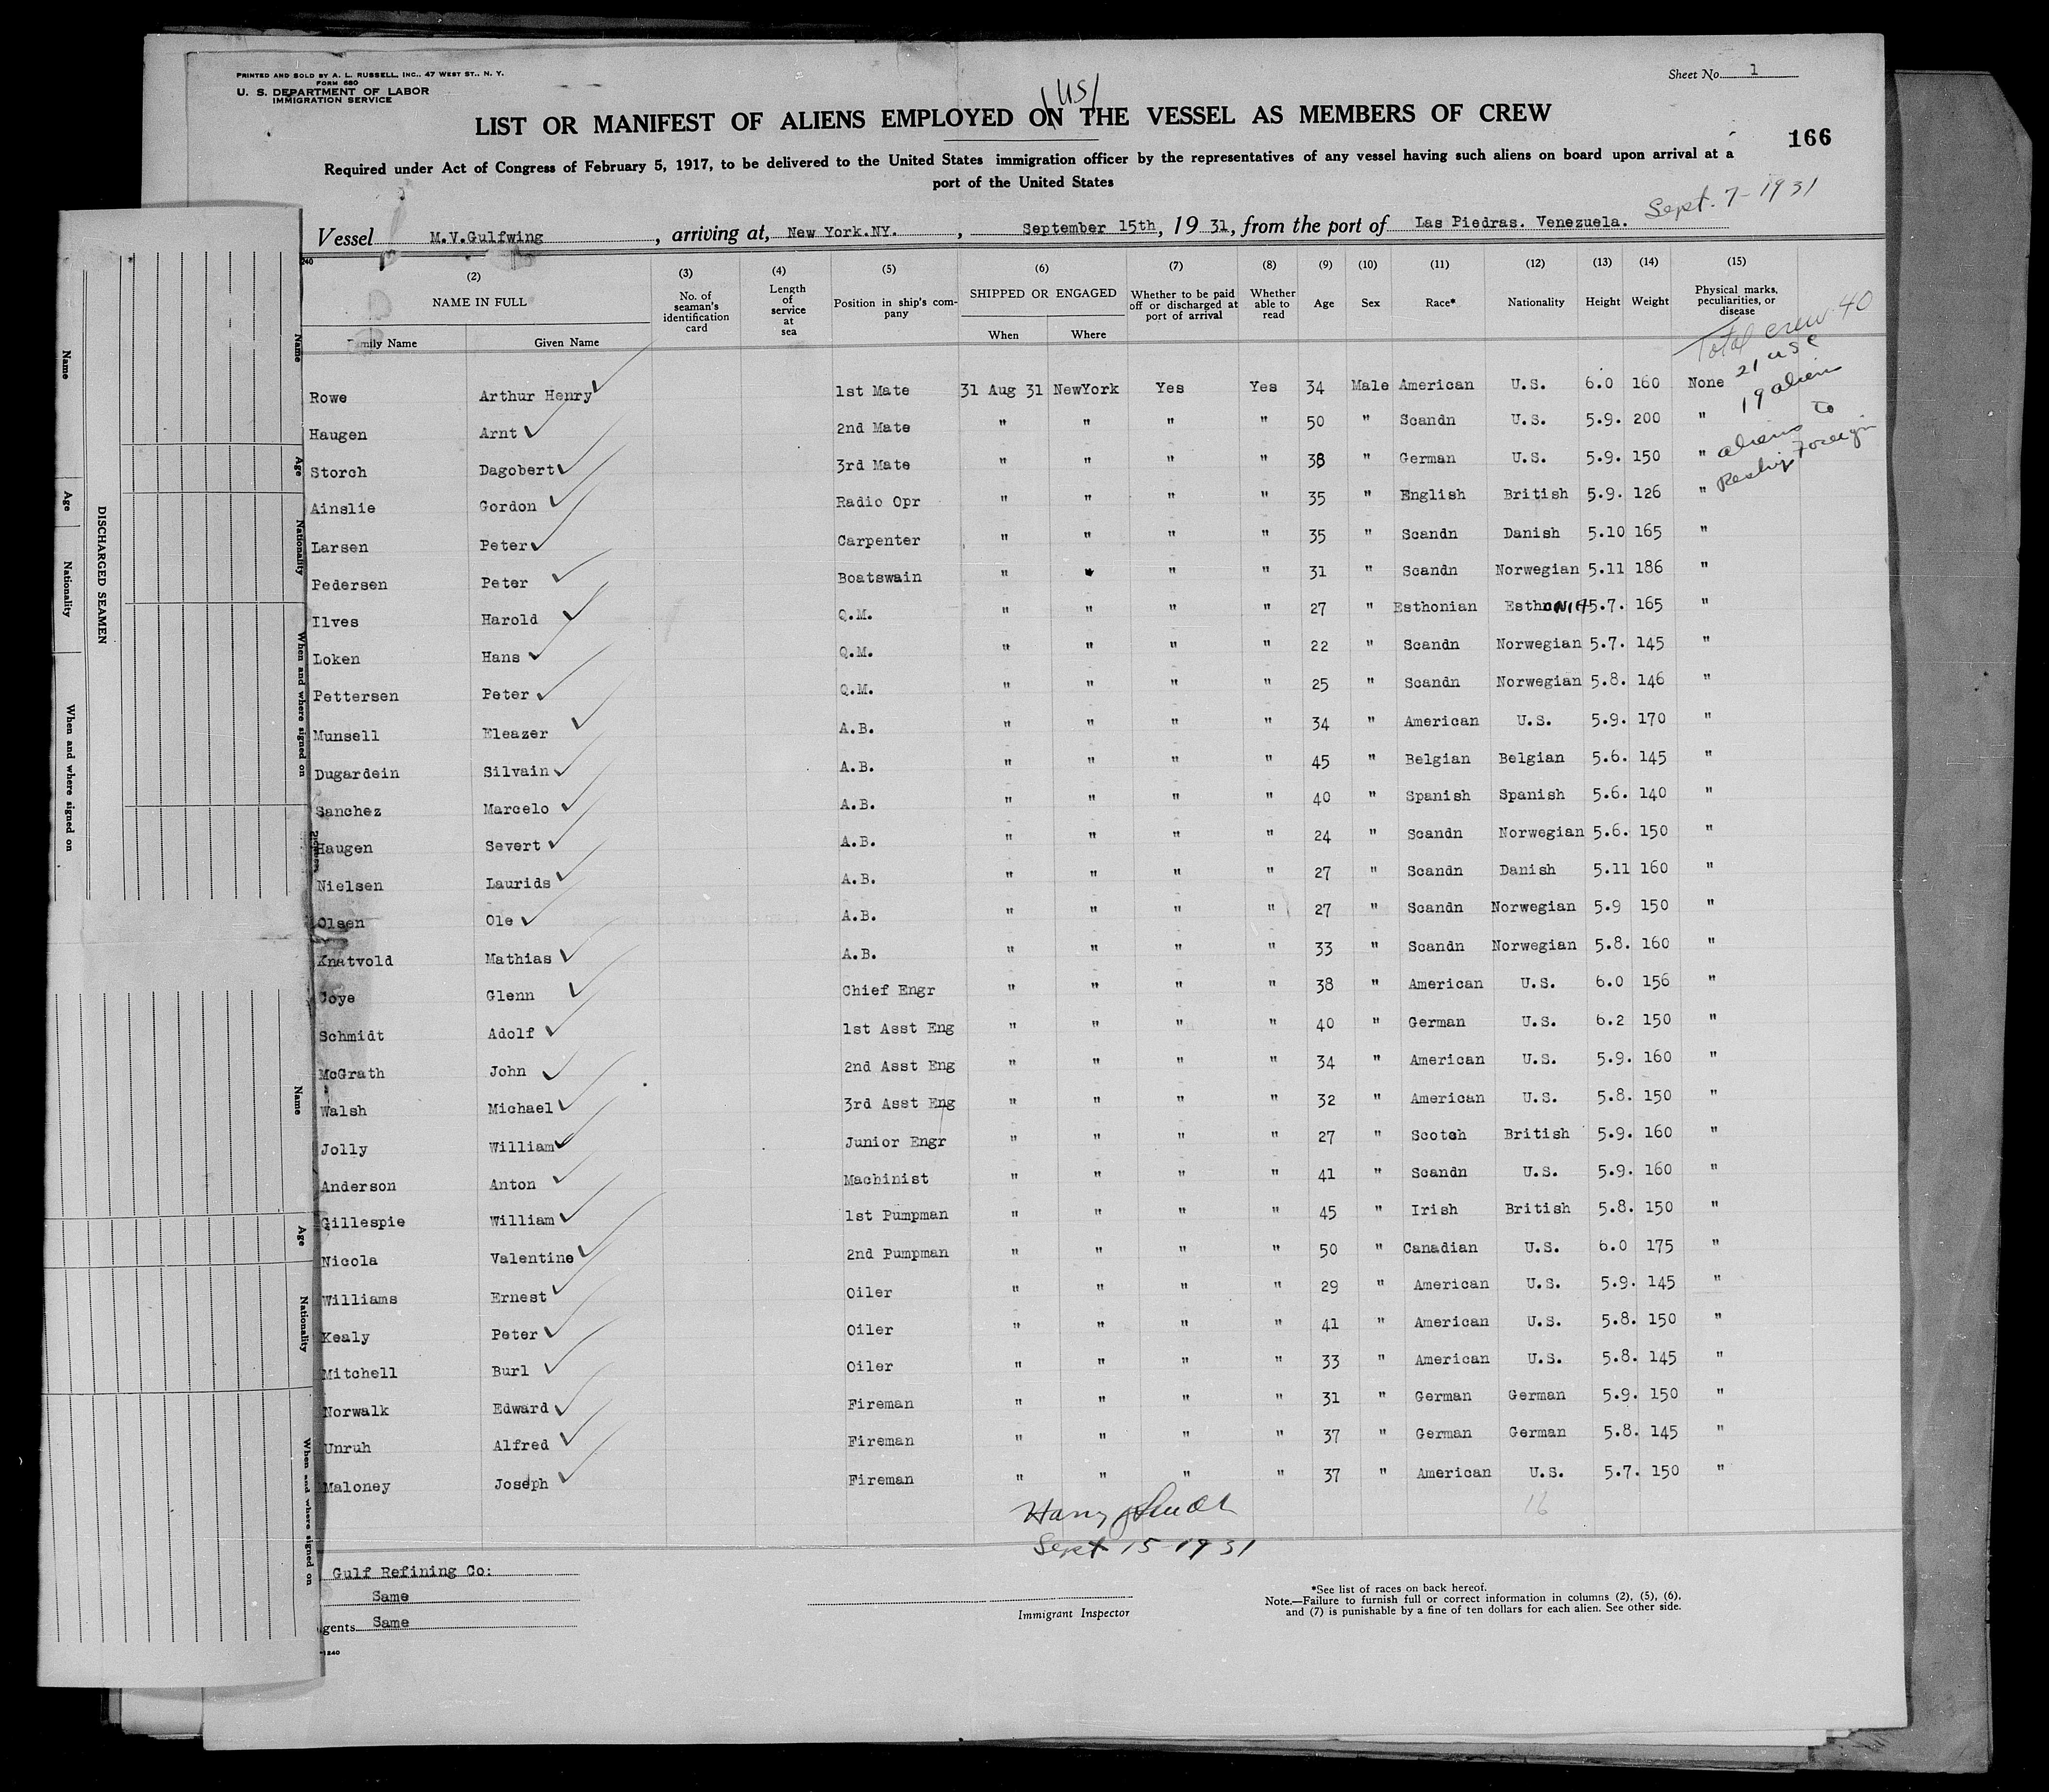 PRINTED AND SOLD BY A. L. RUSSELL, INC., 47 WEST ST., N. Y.
FORM 680
U. S. DEPARTMENT OF LABOR
IMMIGRATION SERVICE
Sheet No. 1
(US)
LIST OR MANIFEST OF ALIENS EMPLOYED ON THE VESSEL AS MEMBERS OF CREW
166
Required under Act of Congress of February 5, 1917, to be delivered to the United States immigration officer by the representatives of any vessel having such aliens on board upon arrival at a
port of the United States
Sept. 7-1931
Vessel M.V.Gulfwing, arriving at, New York.NY., September 15th, 1931, from the port of Las Piedras. Venezuela.
(2) (3) (4) (5) (6) (7) (8) (9) (10) (11) (12) (13) (14) (15)
NAME IN FULL No. of seaman's identification card Length of service at sea Position in ship's company SHIPPED OR ENGAGED Whether to be paid off or discharged at port of arrival Whether able to read Age Sex Race* Nationality Height Weight Physical marks, peculiarities, or disease
Family Name Given Name When Where
Total crew 40
21 usc
19 aliens
aliens to
Reship Foreign
Rowe Arthur Henry 1st Mate 31 Aug 31 NewYork Yes Yes 34 Male American U.S. 6.0 160 None
Haugen Arnt 2nd Mate " " " " 50 " Scandn U.S. 5.9. 200 "
Storch Dagobert 3rd Mate " " " " 38 " German U.S. 5.9. 150 "
Ainslie Gordon Radio Opr " " " " 35 " English British 5.9. 126 "
Larsen Peter Carpenter " " " " 35 " Scandn Danish 5.10 165 "
Pedersen Peter Boatswain " " " " 31 " Scandn Norwegian 5.11 186 "
Ilves Harold Q.M. " " " " 27 " Esthonian 5.7. 165 "
Loken Hans Q.M. " " " " 22 " Scandn Norwegian 5.7. 145 "
Pettersen Peter Q.M. " " " " 25 " Scandn Norwegian 5.8. 146 "
Munsell Eleazer A.B. " " " " 34 " American U.S. 5.9. 170 "
Dugardein Silvain A.B. " " " " 45 " Belgian Belgian 5.6. 145 "
Sanchez Marcelo A.B. " " " " 40 " Spanish Spanish 5.6. 140 "
Haugen Severt A.B. " " " " 24 " Scandn Norwegian 5.6. 150 "
Nielsen Laurids A.B. " " " " 27 " Scandn Danish 5.11 160 "
Olsen Ole A.B. " " " " 27 " Scandn Norwegian 5.9 150 "
Knatvold Mathias A.B. " " " " 33 " Scandn Norwegian 5.8. 160 "
Joye Glenn Chief Engr " " " " 38 " American U.S. 6.0 156 "
Schmidt Adolf 1st Asst Eng " " " " 40 " German U.S. 6.2 150 "
McGrath John 2nd Asst Eng " " " " 34 " American U.S. 5.9. 160 "
Walsh Michael 3rd Asst Eng " " " " 32 " American U.S. 5.8. 150 "
Jolly William Junior Engr " " " " 27 " Scotch British 5.9. 160 "
Anderson Anton Machinist " " " " 41 " Scandn U.S. 5.9. 160 "
Gillespie William 1st Pumpman " " " " 45 " Irish British 5.8. 150 "
Nicola Valentine 2nd Pumpman " " " " 50 " Canadian U.S. 6.0 175 "
Williams Ernest Oiler " " " " 29 " American U.S. 5.9. 145 "
Kealy Peter Oiler " " " " 41 " American U.S. 5.8. 150 "
Mitchell Burl Oiler " " " " 33 " American U.S. 5.8. 145 "
Norwalk Edward Fireman " " " " 31 " German German 5.9. 150 "
Unruh Alfred Fireman " " " " 37 " German German 5.8. 145 "
Maloney Joseph Fireman " " " " 37 " American U.S. 5.7. 150 "
16
Harry
Sept 15-1931
Gulf Refining Co:
Same
gents Same
Immigrant Inspector
*See list of races on back hereof.
Note.—Failure to furnish full or correct information in columns (2), (5), (6),
and (7) is punishable by a fine of ten dollars for each alien. See other side.
1240
DISCHARGED SEAMEN
Name Age Nationality When and where signed on
Name Age Nationality When and where signed on
Name Age Nationality When and where signed on